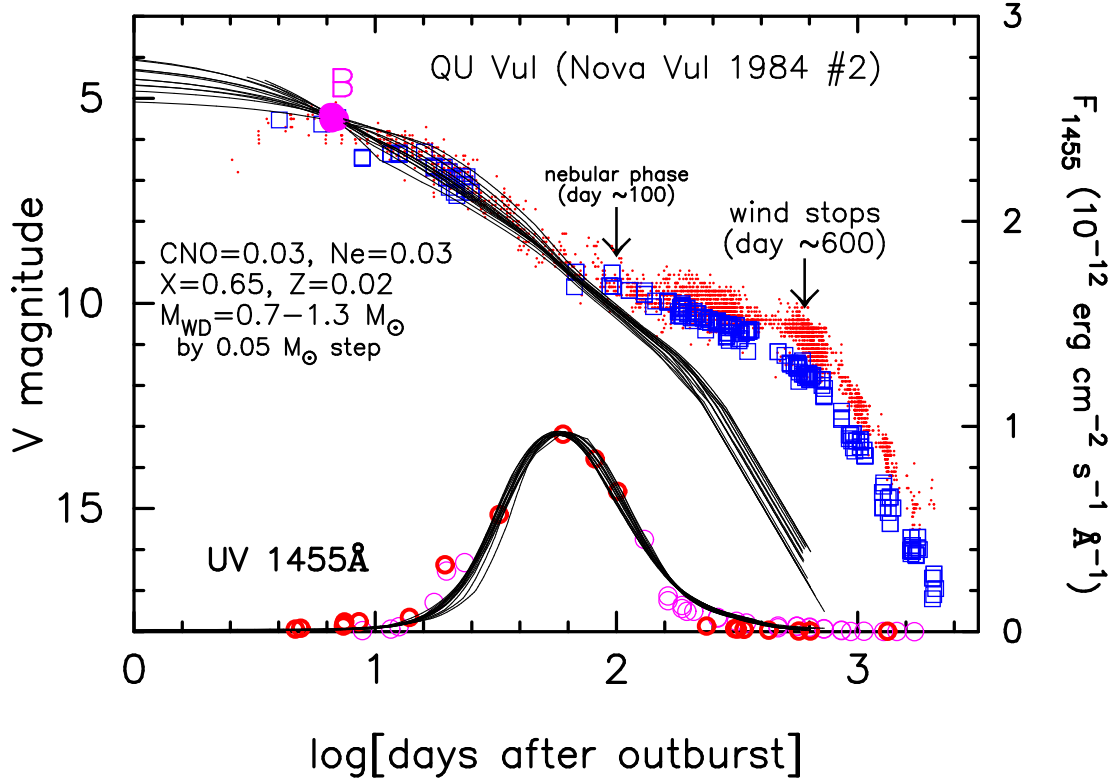 QU Vul (Nova Vul 1984 #2)
B
nebular phase
(day ~100)
wind stops
(day ~600)
CNO=0.03, Ne=0.03
X=0.65, Z=0.02
M_WD=0.7−1.3 M_⊙
by 0.05 M_⊙ step
UV 1455Å
V magnitude
5
10
15
F_1455 (10^−12 erg cm^−2 s^−1 Å^−1)
3
2
1
0
0 1 2 3
log[days after outburst]